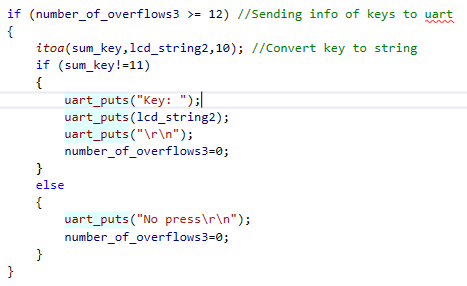 if (number_of_overflows3 >= 12) //Sending info of keys to uart
{
itoa(sum_key,lcd_string2,10); //Convert key to string
if (sum_key!=11)
{
uart_puts("Key: ");
uart_puts(lcd_string2);
uart_puts("\r\n");
number_of_overflows3=0;
}
else
{
uart_puts("No press\r\n");
number_of_overflows3=0;
}
}